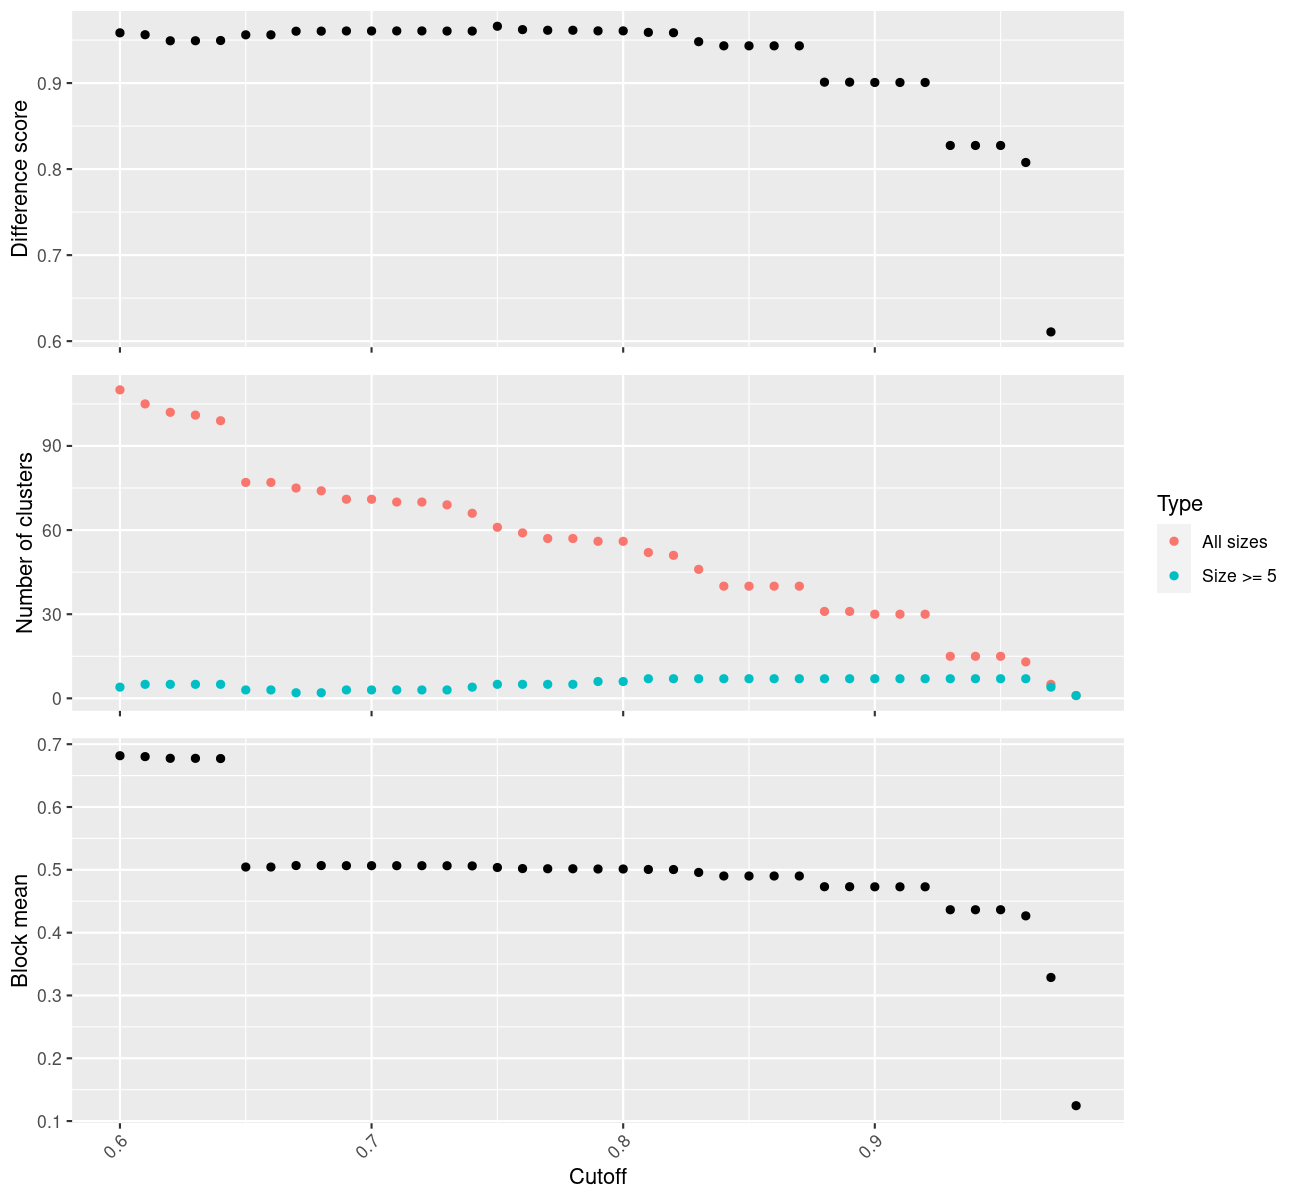 Difference score
0.9
0.8
0.7
0.6
Number of clusters
90
60
30
0
Type
All sizes
Size >= 5
Block mean
0.7
0.6
0.5
0.4
0.3
0.2
0.1
0.6
0.7
0.8
0.9
Cutoff